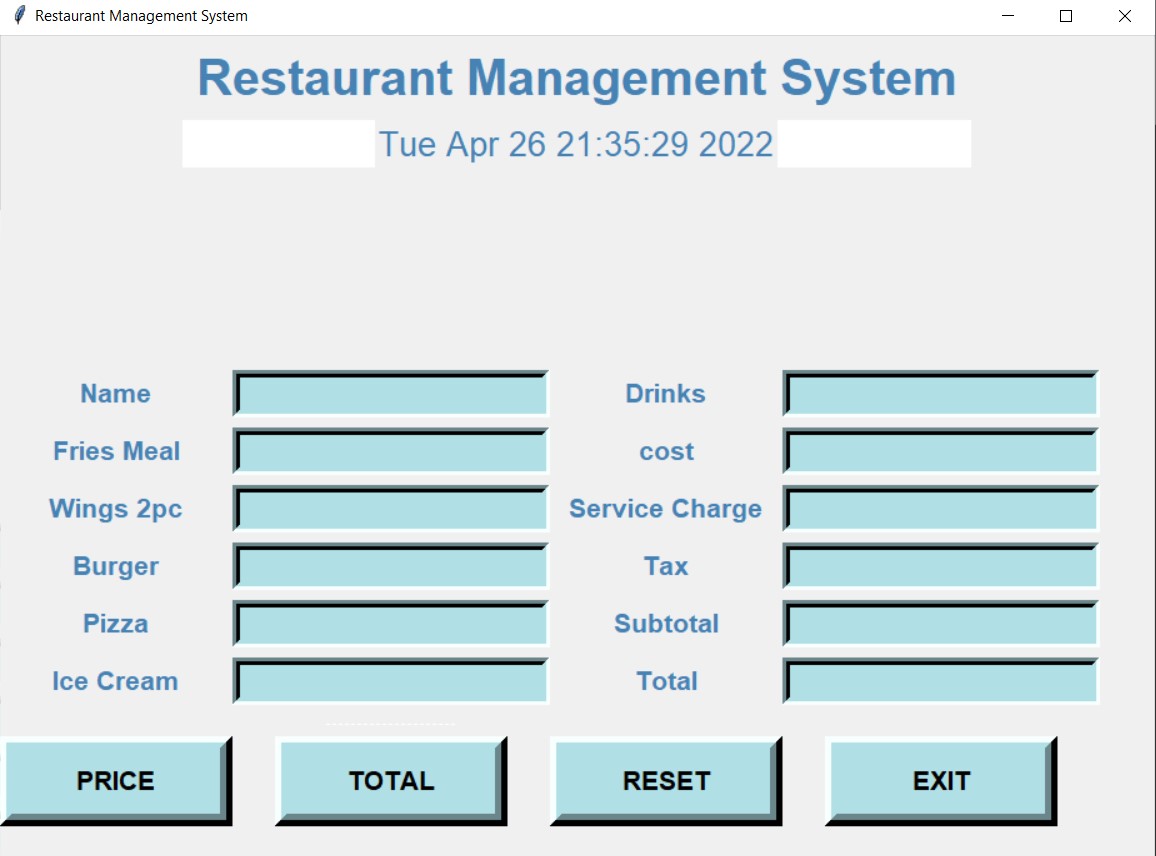 Restaurant Management System
Restaurant Management System
Tue Apr 26 21:35:29 2022
Name
Drinks
Fries Meal
cost
Wings 2pc
Service Charge
Burger
Tax
Pizza
Subtotal
Ice Cream
Total
PRICE
TOTAL
RESET
EXIT